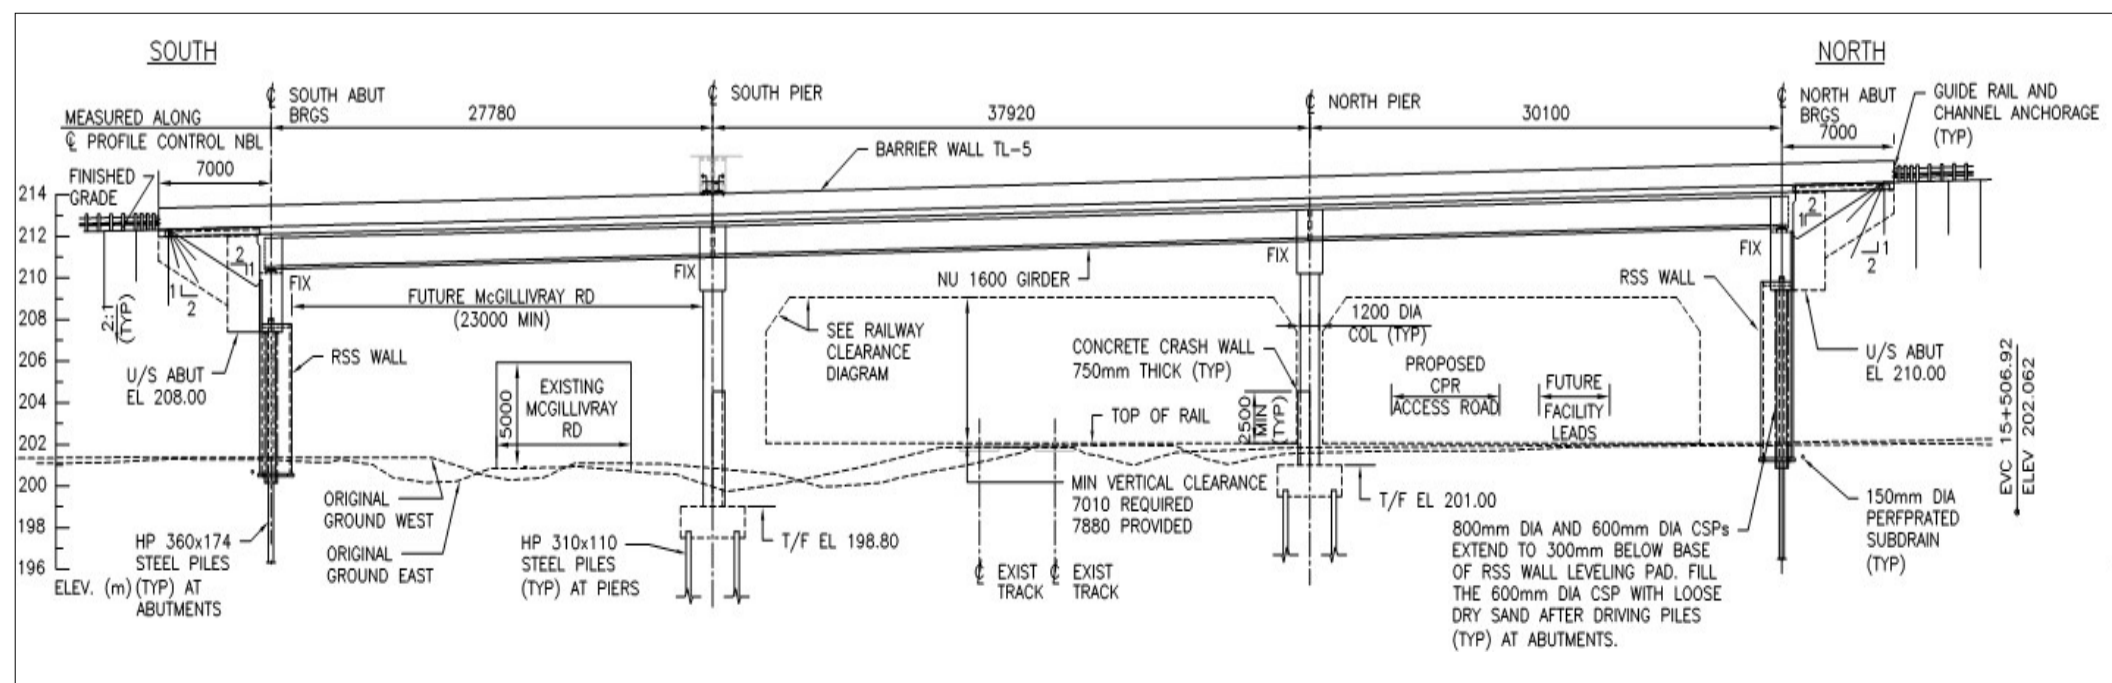 SOUTH
NORTH
℄ SOUTH ABUT
BRGS
27780
℄ SOUTH PIER
37920
℄ NORTH PIER
30100
℄ NORTH ABUT
BRGS
7000
GUIDE RAIL AND
CHANNEL ANCHORAGE
(TYP)
MEASURED ALONG
℄ PROFILE CONTROL NBL
7000
FINISHED
GRADE
BARRIER WALL TL-5
214
212
210
208
206
204
202
200
198
196
ELEV. (m)
2:1
(TYP)
2
1
1
2
FIX
FIX
FIX
FIX
2
1
1
2
NU 1600 GIRDER
RSS WALL
FUTURE McGILLIVRAY RD
(23000 MIN)
SEE RAILWAY
CLEARANCE
DIAGRAM
1200 DIA
COL (TYP)
RSS WALL
U/S ABUT
EL 208.00
5000
EXISTING
MCGILLIVRAY
RD
CONCRETE CRASH WALL
750mm THICK (TYP)
2500
MIN
(TYP)
PROPOSED
CPR
ACCESS ROAD
FUTURE
FACILITY
LEADS
U/S ABUT
EL 210.00
TOP OF RAIL
EVC 15+506.92
ELEV 202.062
ORIGINAL
GROUND WEST
ORIGINAL
GROUND EAST
MIN VERTICAL CLEARANCE
7010 REQUIRED
7880 PROVIDED
T/F EL 201.00
T/F EL 198.80
150mm DIA
PERFPRATED
SUBDRAIN
(TYP)
HP 360x174
STEEL PILES
(TYP) AT
ABUTMENTS
HP 310x110
STEEL PILES
(TYP) AT PIERS
℄ EXIST
TRACK
℄ EXIST
TRACK
800mm DIA AND 600mm DIA CSPs
EXTEND TO 300mm BELOW BASE
OF RSS WALL LEVELING PAD. FILL
THE 600mm DIA CSP WITH LOOSE
DRY SAND AFTER DRIVING PILES
(TYP) AT ABUTMENTS.